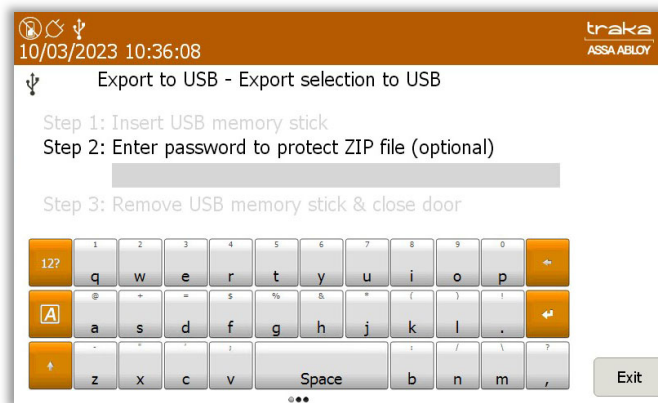 traka
10/03/2023 10:36:08
ASSA ABLOY
Export to USB - Export selection to USB
Step 1: Insert USB memory stick
Step 2: Enter password to protect ZIP file (optional)
Step 3: Remove USB memory stick & close door
1 2 3 4 5 6 7 8 9 0
12? q w e r t y u i o p
@ + = $ % & * ( ) !
A a s d f g h j k l .
- " ' ; : / \ ?
z x c v Space b n m ,
Exit